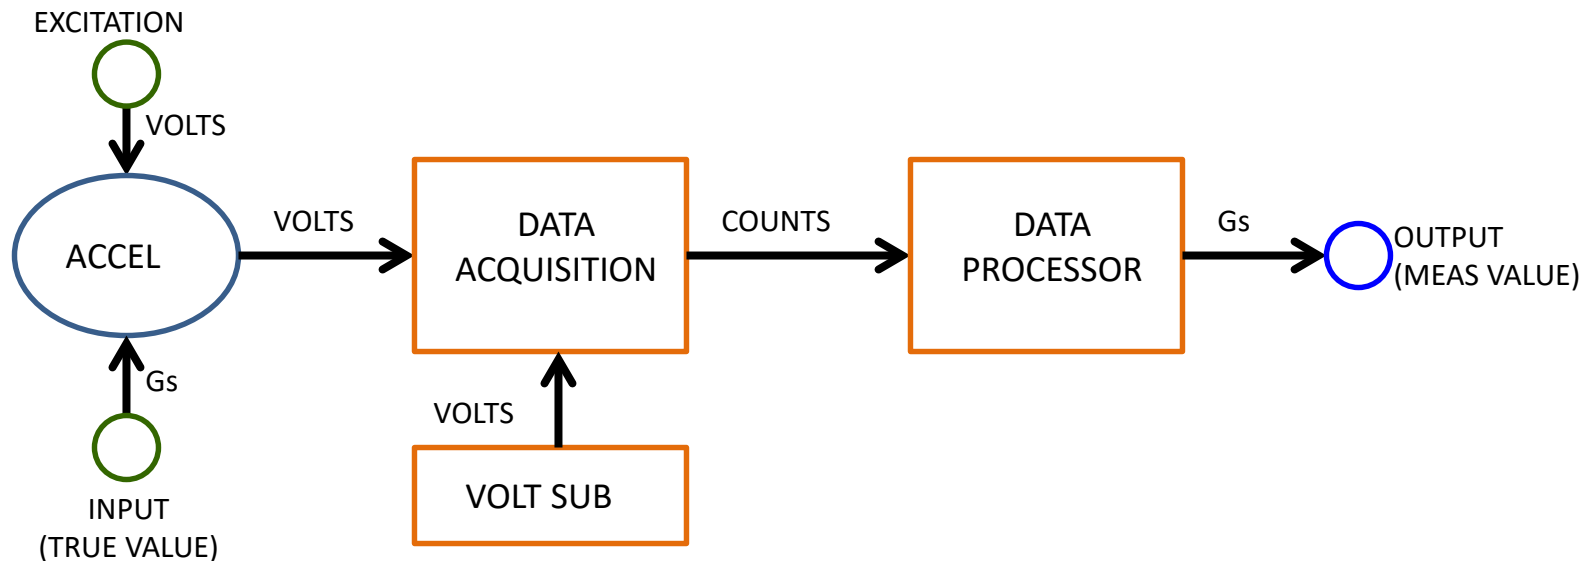 EXCITATION
VOLTS
ACCEL
Gs
INPUT
(TRUE VALUE)
VOLTS
DATA
ACQUISITION
VOLTS
VOLT SUB
COUNTS
DATA
PROCESSOR
Gs
OUTPUT
(MEAS VALUE)